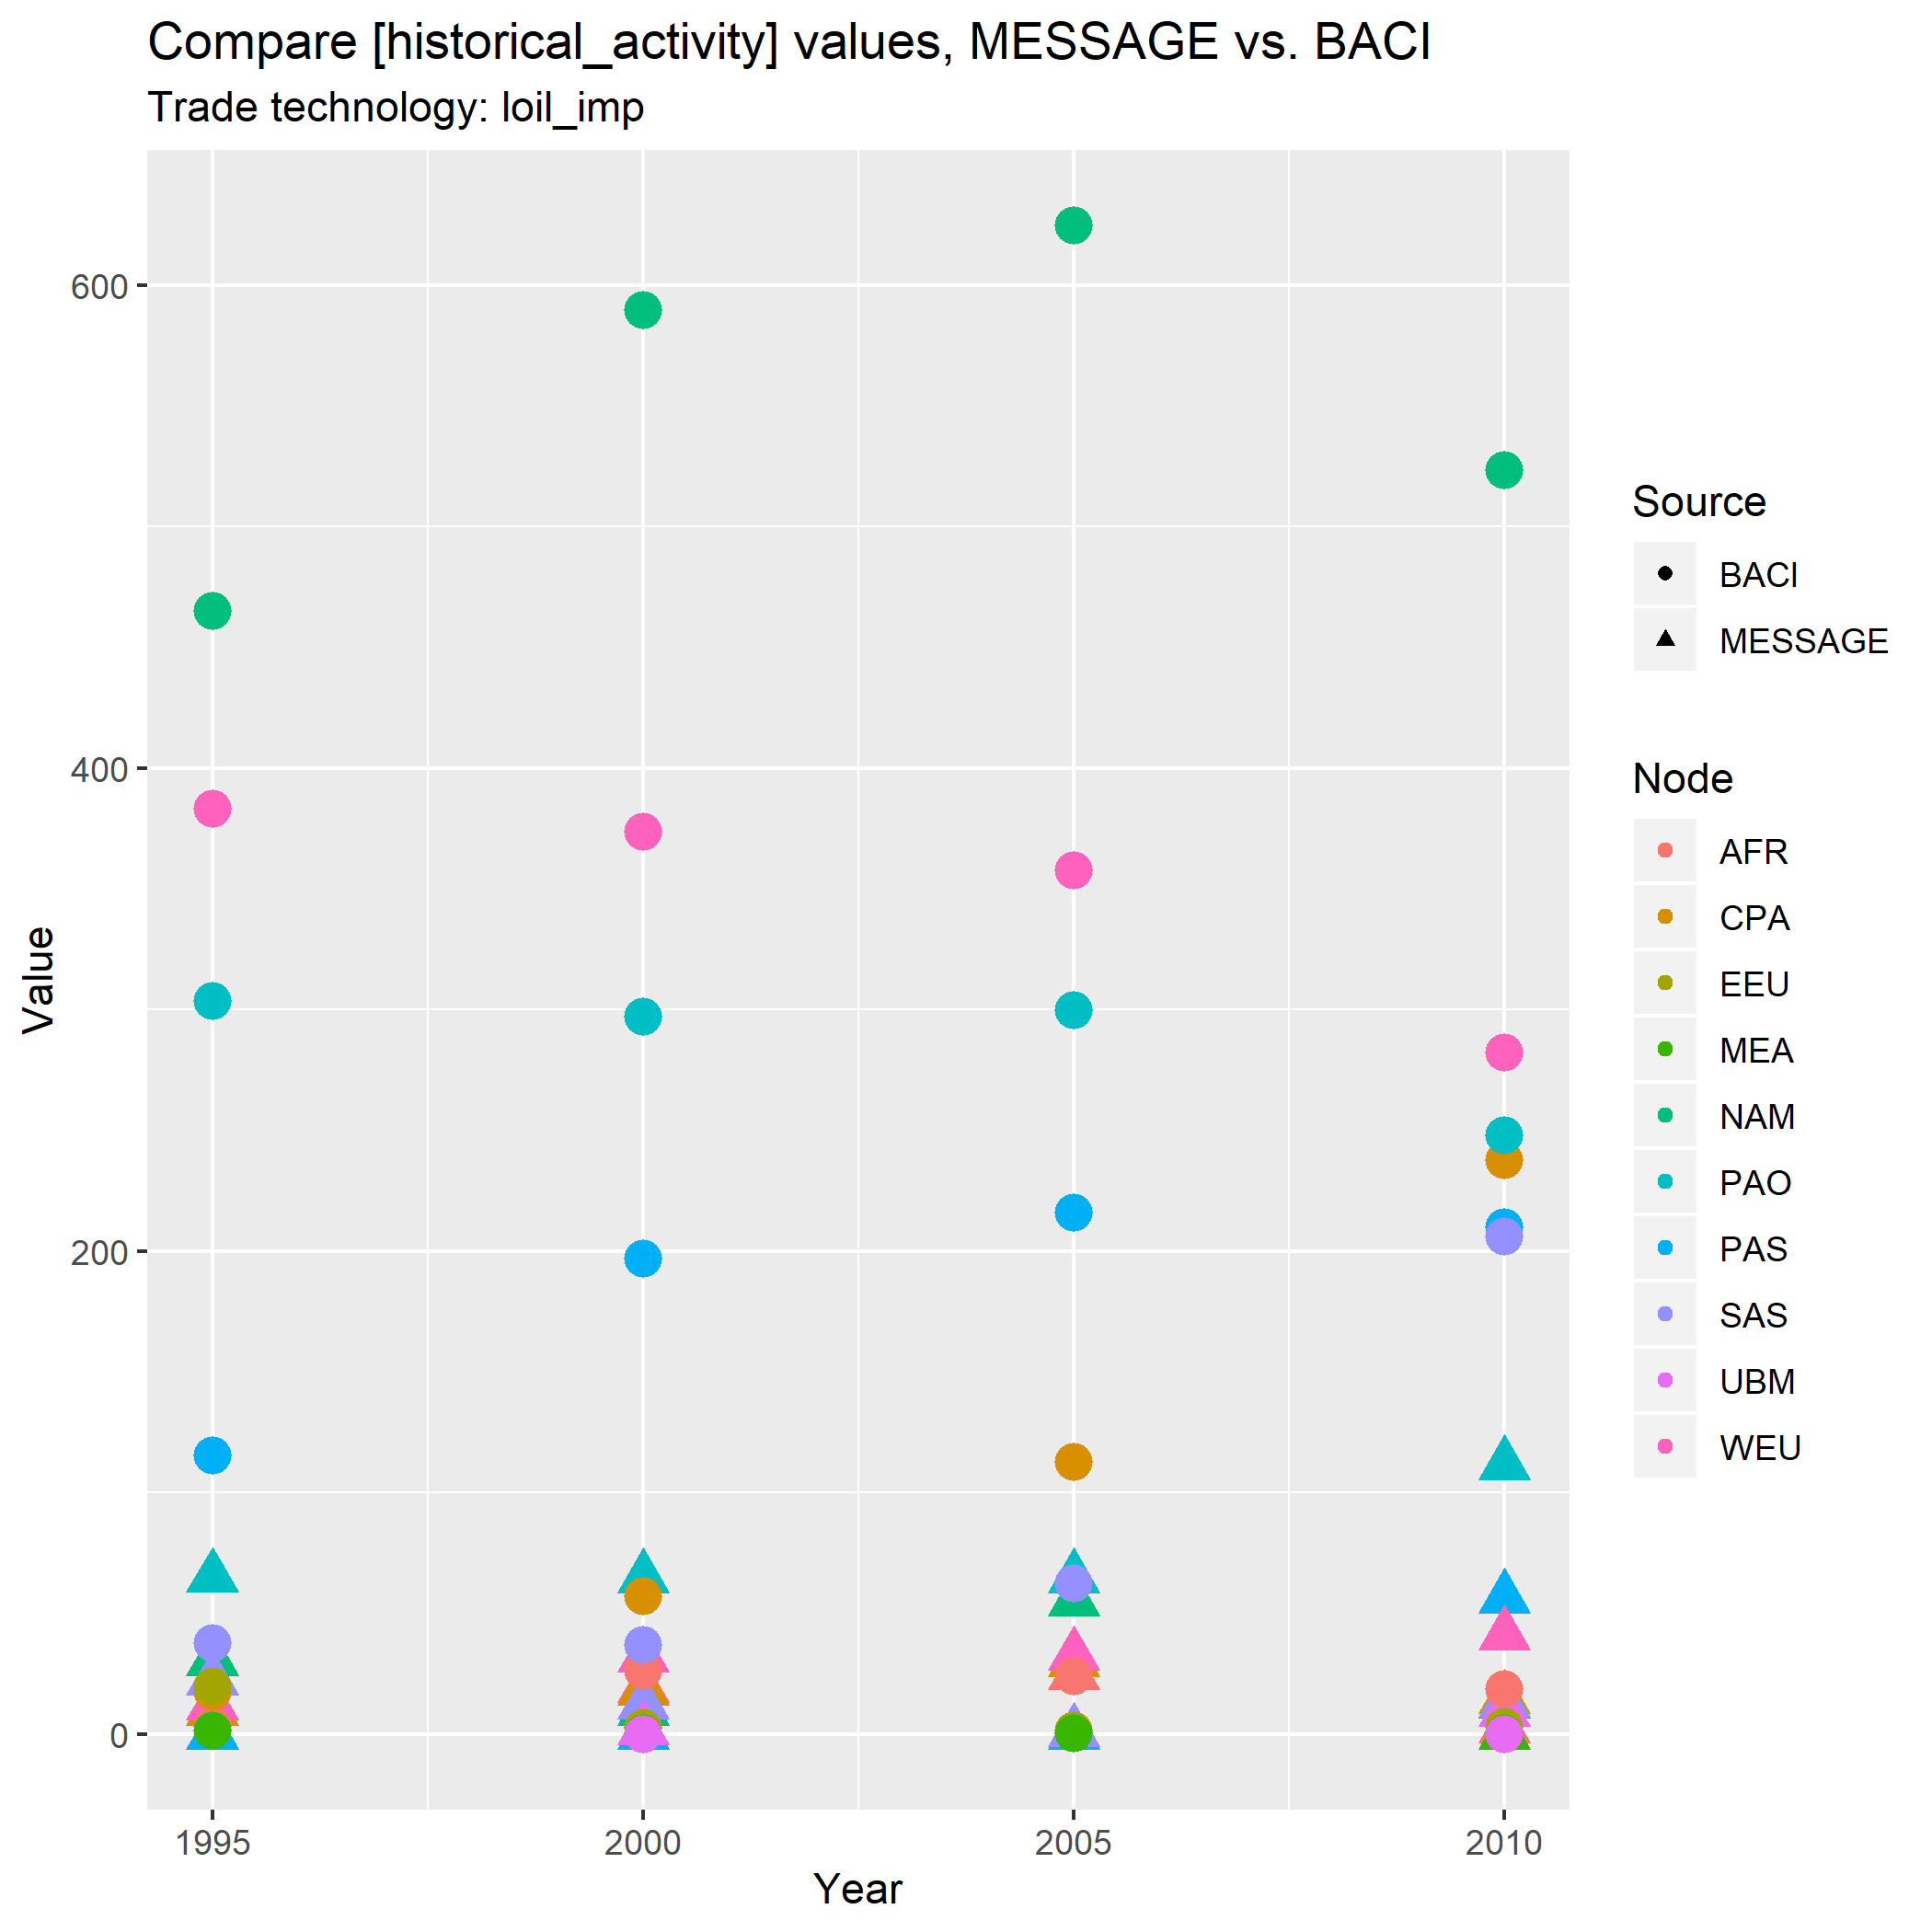 Compare [historical_activity] values, MESSAGE vs. BACI
Trade technology: loil_imp
600
400
200
0
Value
1995
2000
2005
2010
Year
Source
BACI
MESSAGE
Node
AFR
CPA
EEU
MEA
NAM
PAO
PAS
SAS
UBM
WEU